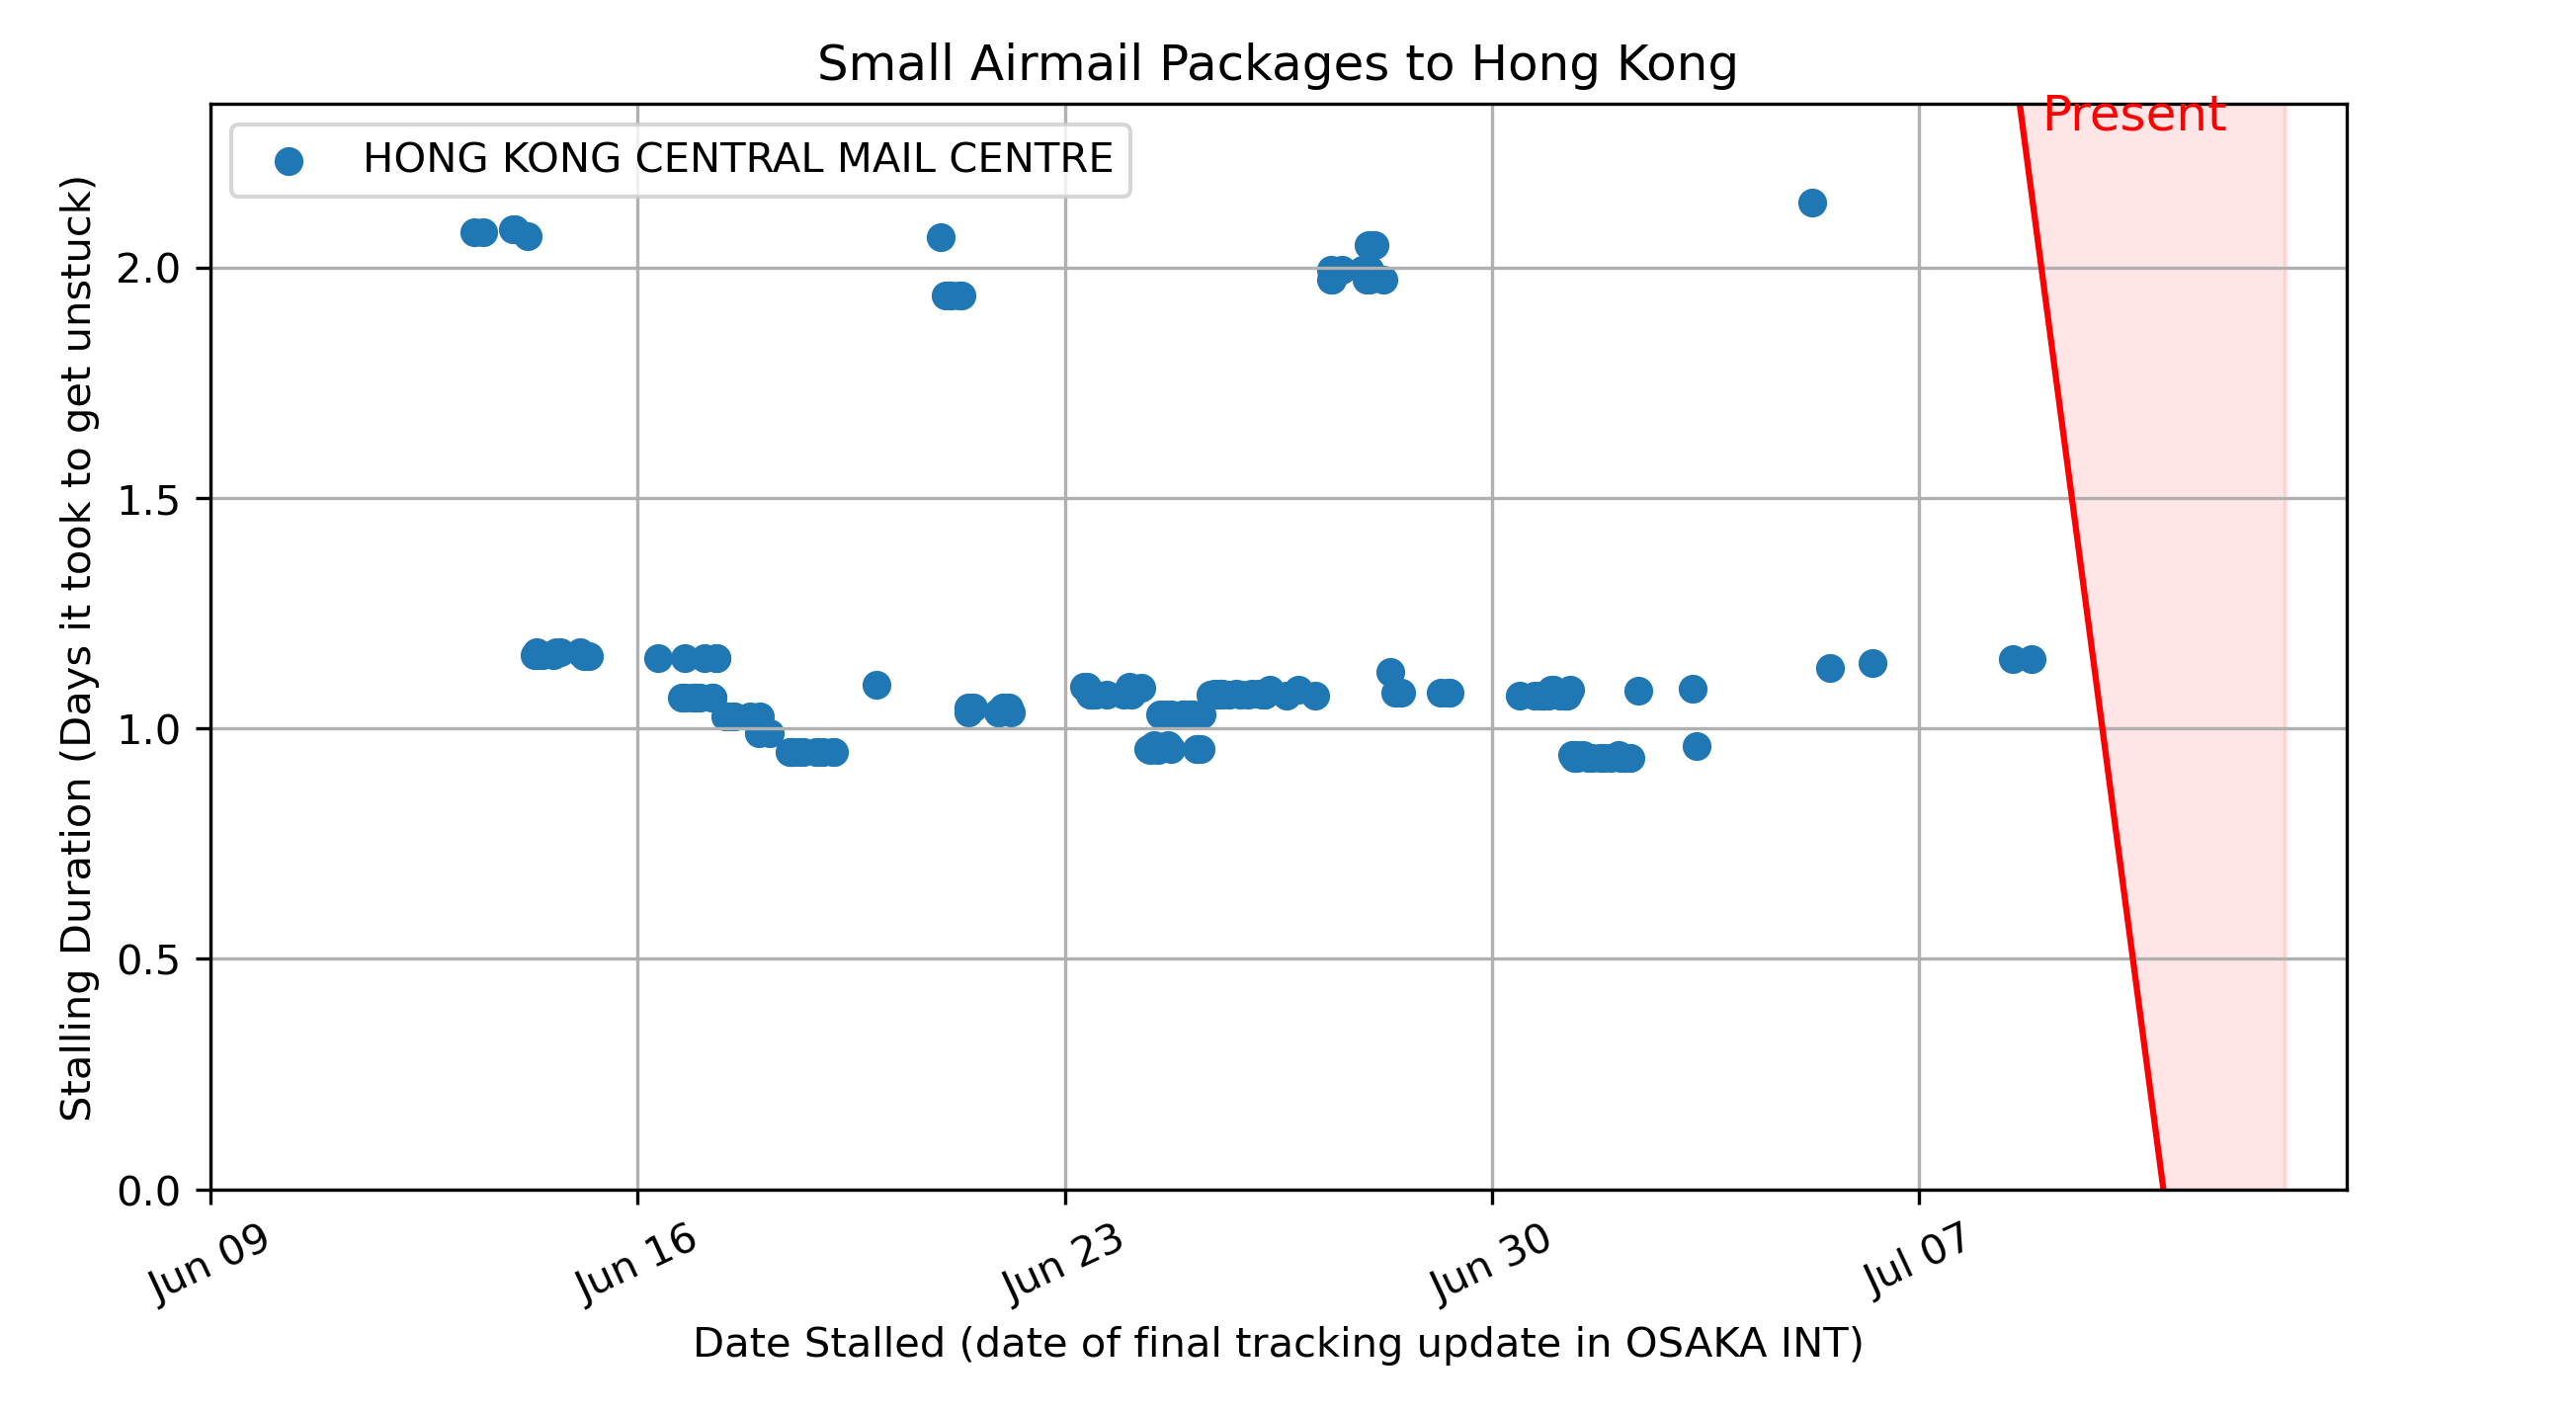 Small Airmail Packages to Hong Kong
Present
HONG KONG CENTRAL MAIL CENTRE
Stalling Duration (Days it took to get unstuck)
2.0
1.5
1.0
0.5
0.0
Jun 09
Jun 16
Jun 23
Jun 30
Jul 07
Date Stalled (date of final tracking update in OSAKA INT)